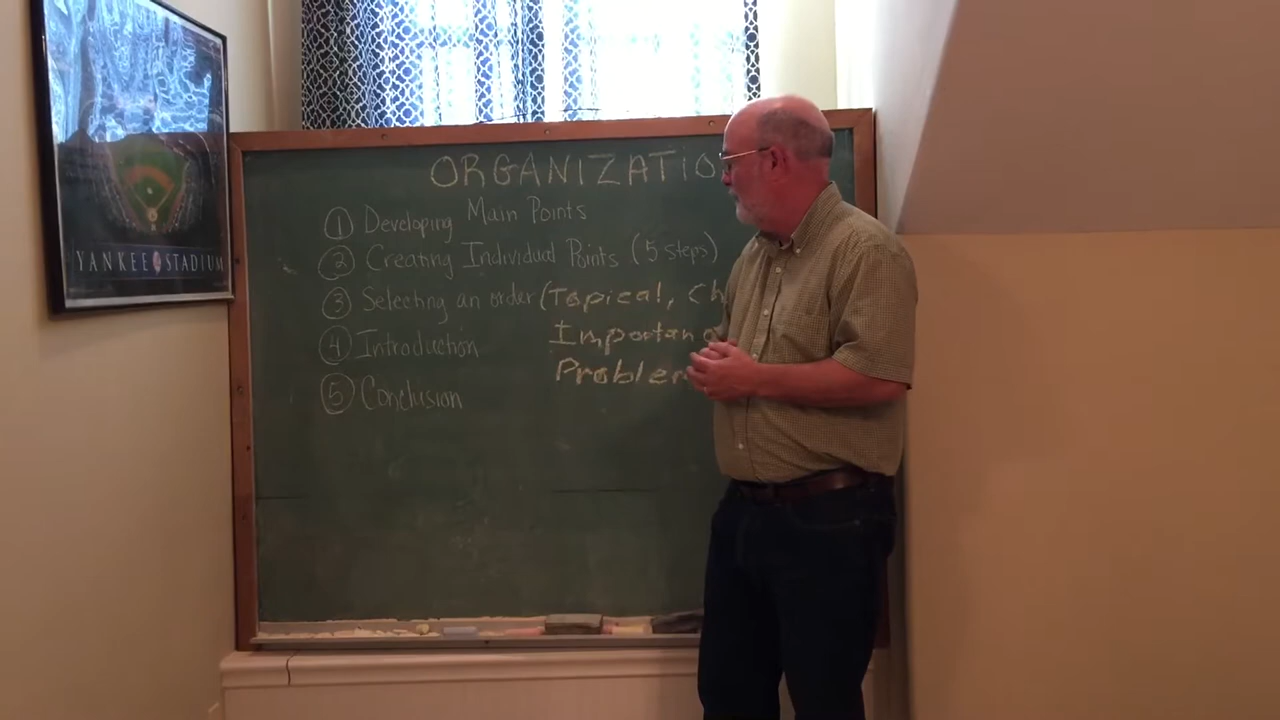 YANKEE STADIUM
ORGANIZATIO
① Developing Main Points
② Creating Individual Points (5 steps)
③ Selecting an order (Topical, Ch
Importan
④ Introduction
Problem
⑤ Conclusion